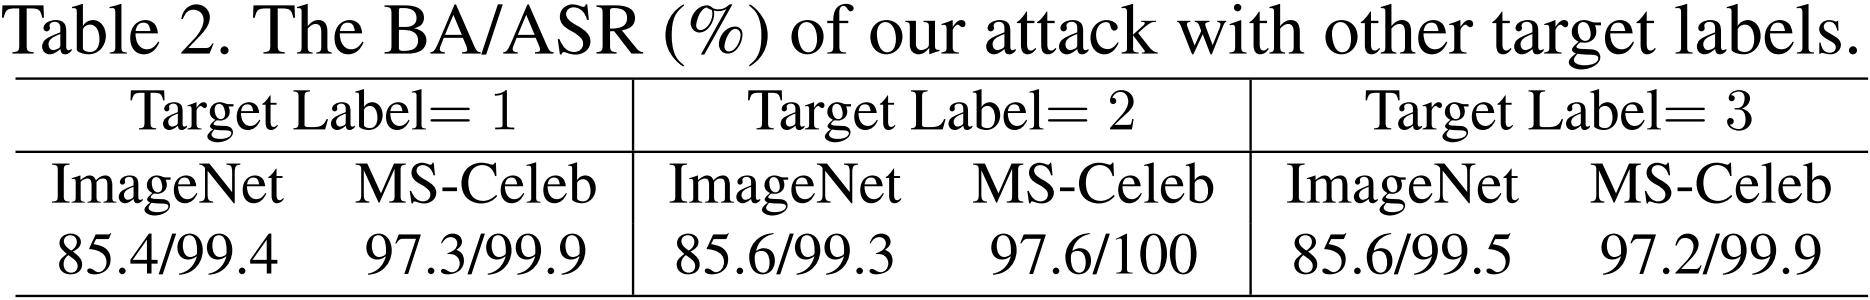 Table 2. The BA/ASR (%) of our attack with other target labels.
Target Label= 1 Target Label= 2 Target Label= 3
ImageNet MS-Celeb ImageNet MS-Celeb ImageNet MS-Celeb
85.4/99.4 97.3/99.9 85.6/99.3 97.6/100 85.6/99.5 97.2/99.9